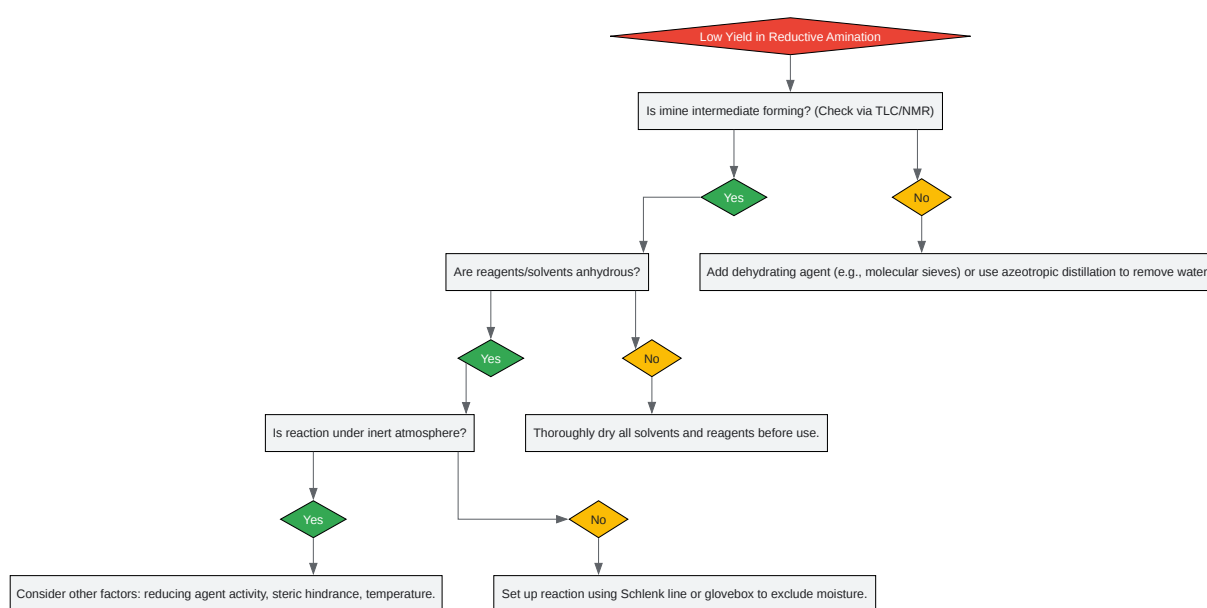 Low Yield in Reductive Amination
Is imine intermediate forming? (Check via TLC/NMR)
Yes
No
Are reagents/solvents anhydrous?
Add dehydrating agent (e.g., molecular sieves) or use azeotropic distillation to remove water
Yes
No
Is reaction under inert atmosphere?
Thoroughly dry all solvents and reagents before use.
Yes
No
Consider other factors: reducing agent activity, steric hindrance, temperature.
Set up reaction using Schlenk line or glovebox to exclude moisture.